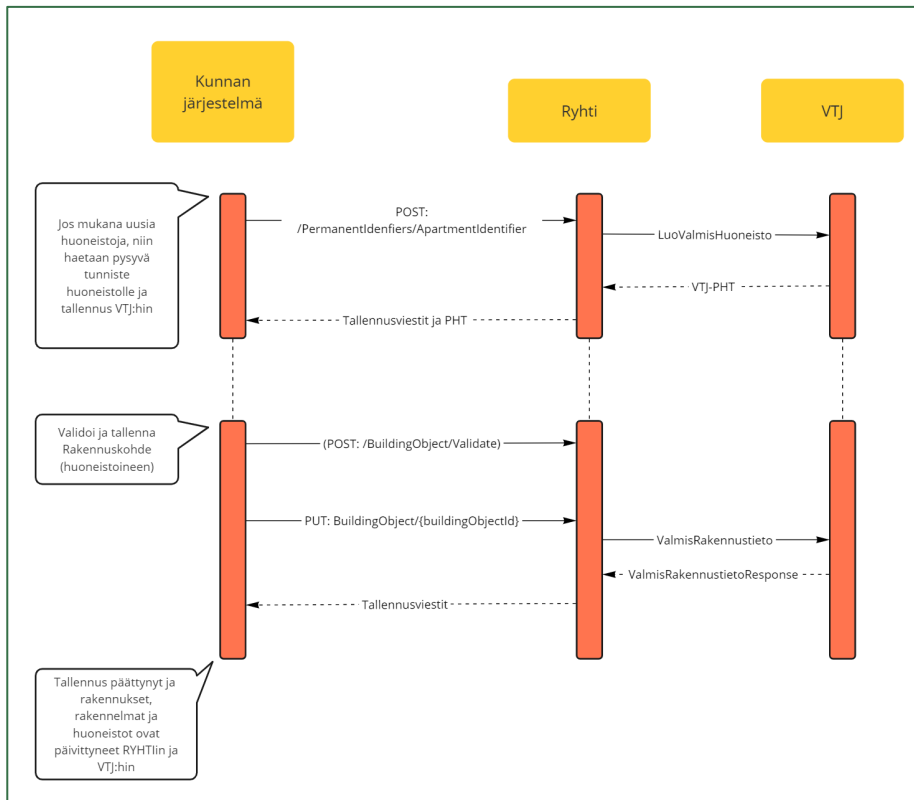 Kunnan
järjestelmä
Ryhti
VTJ
Jos mukana uusia
huoneistoja, niin
haetaan pysyvä
tunniste
huoneistolle ja
tallennus VTJ:hin
POST:
/PermanentIdenfiers/ApartmentIdentifier
LuoValmisHuoneisto
VTJ-PHT
Tallennusviestit ja PHT
Validoi ja tallenna
Rakennuskohde
(huoneistoineen)
(POST: /BuildingObject/Validate)
PUT: BuildingObject/{buildingObjectId}
ValmisRakennustieto
ValmisRakennustietoResponse
Tallennusviestit
Tallennus päättynyt ja
rakennukset,
rakennelmat ja
huoneistot ovat
päivittyneet RYHTIin ja
VTJ:hin